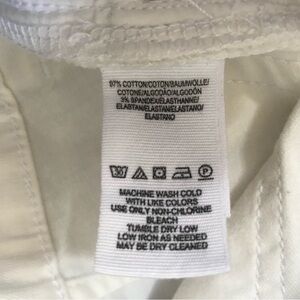 97% COTTON/COTON/BAUMWOLLE/
COTONE/ALGODÃO/ALGODÓN
3% SPANDEX/ELASTHANNE/
ELASTAN/ELASTANE/ELASTANO/
ELASTANO
MACHINE WASH COLD
WITH LIKE COLORS
USE ONLY NON-CHLORINE
BLEACH
TUMBLE DRY LOW
LOW IRON AS NEEDED
MAY BE DRY CLEANED